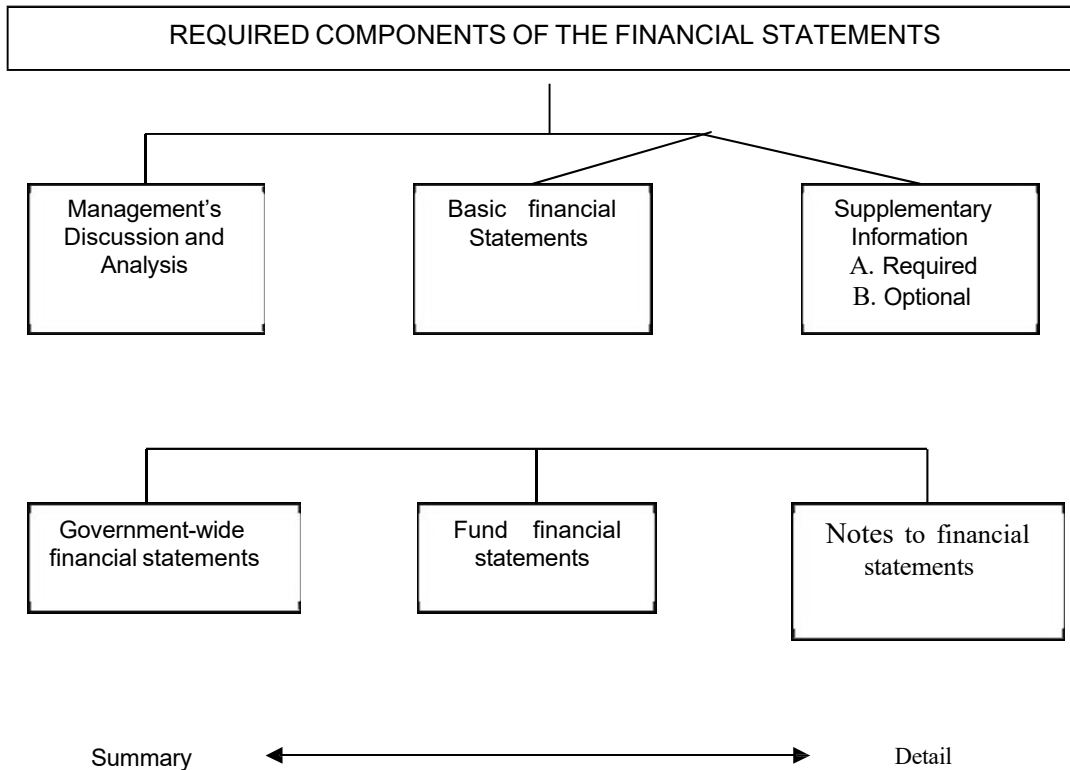 REQUIRED COMPONENTS OF THE FINANCIAL STATEMENTS
Management’s
Discussion and
Analysis
Basic financial
Statements
Supplementary
Information
A. Required
B. Optional
Government-wide
financial statements
Fund financial
statements
Notes to financial
statements
Summary
Detail